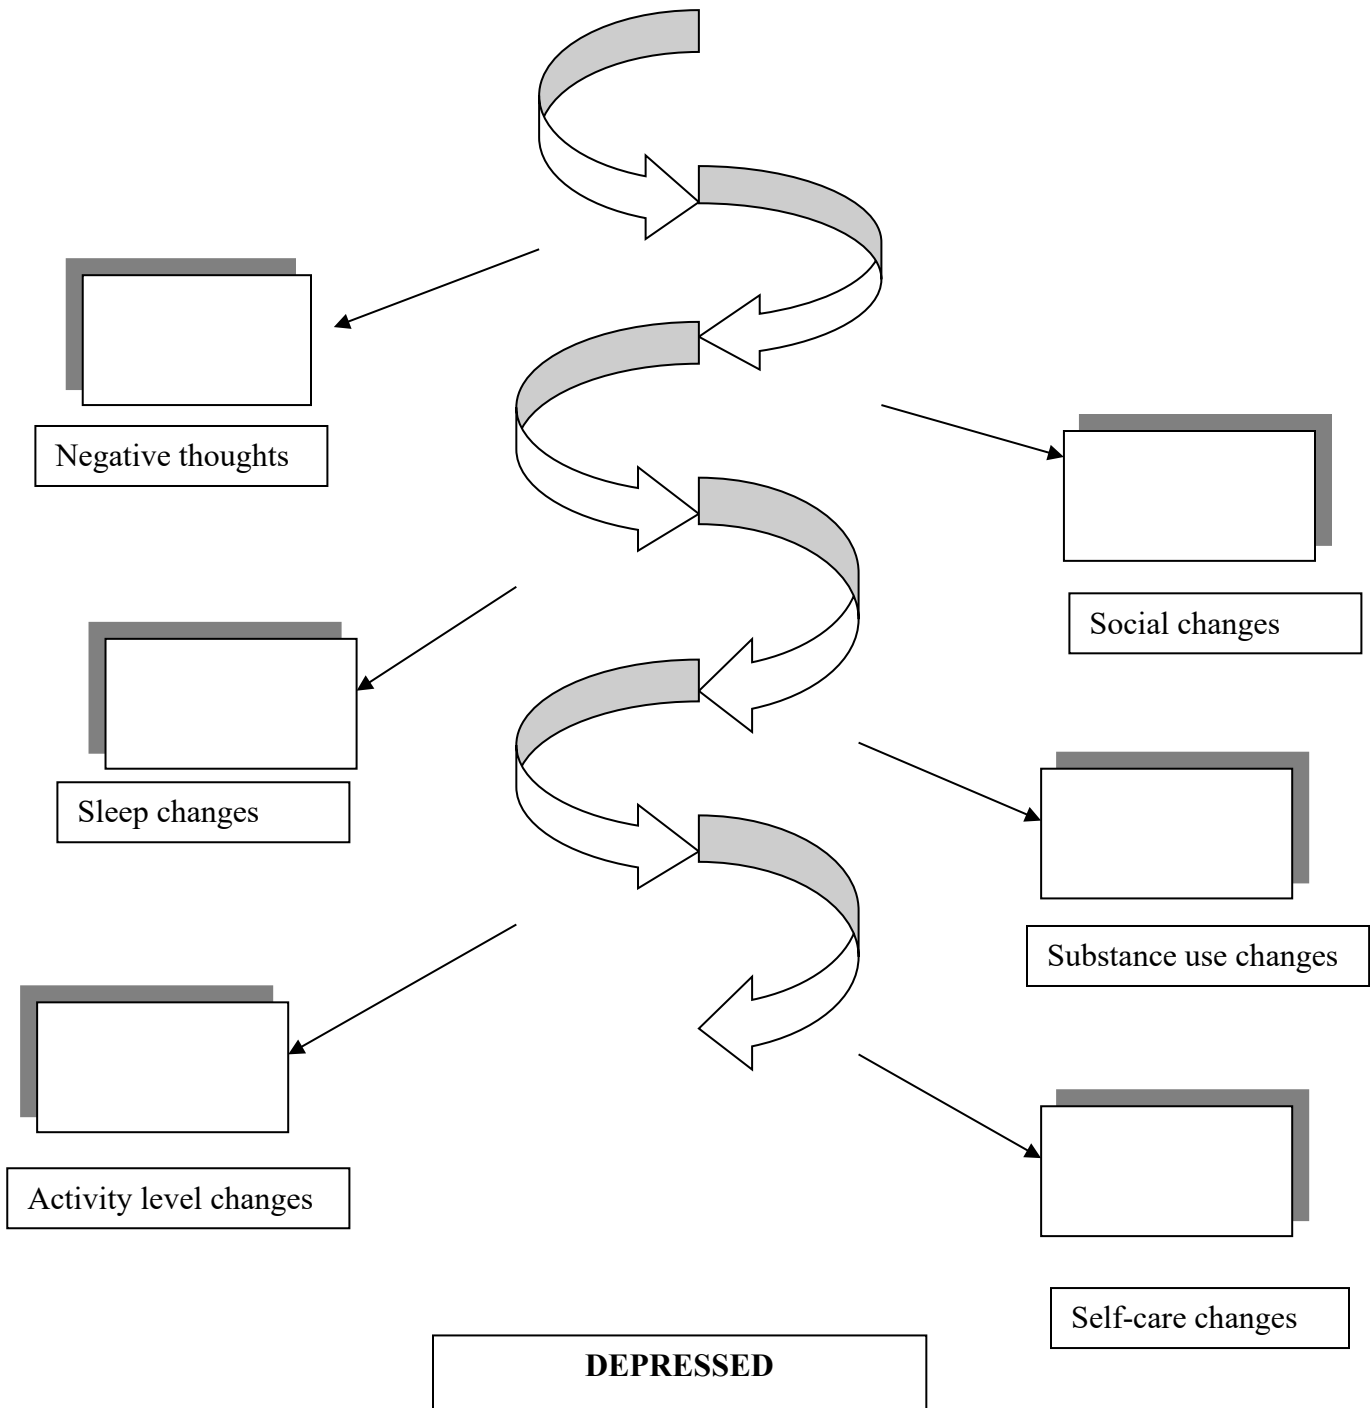 Negative thoughts
Social changes
Sleep changes
Substance use changes
Activity level changes
Self-care changes
DEPRESSED